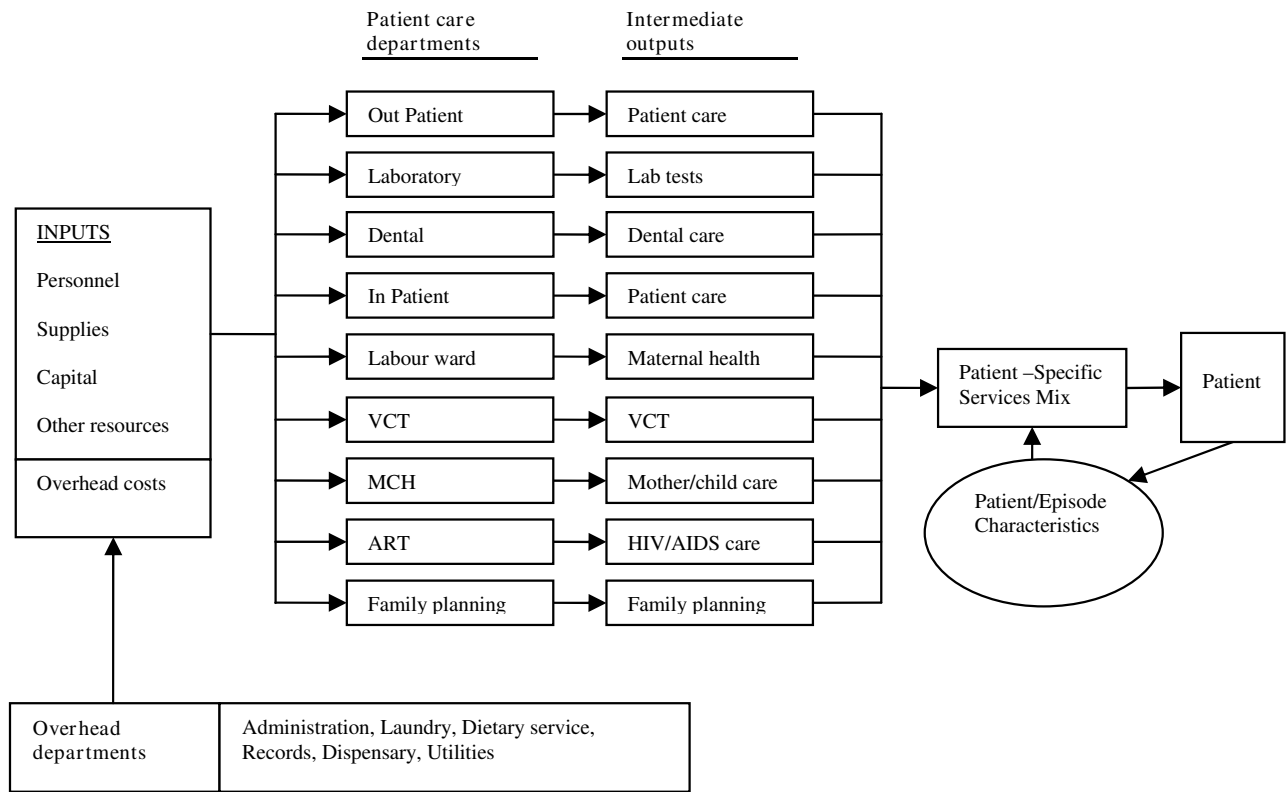 Patient care
departments
Intermediate
outputs
Out Patient
Patient care
Laboratory
Lab tests
Dental
Dental care
In Patient
Patient care
Labour ward
Maternal health
VCT
VCT
MCH
Mother/child care
ART
HIV/AIDS care
Family planning
Family planning
INPUTS
Personnel
Supplies
Capital
Other resources
Overhead costs
Patient –Specific
Services Mix
Patient
Patient/Episode
Characteristics
Overhead
departments
Administration, Laundry, Dietary service,
Records, Dispensary, Utilities